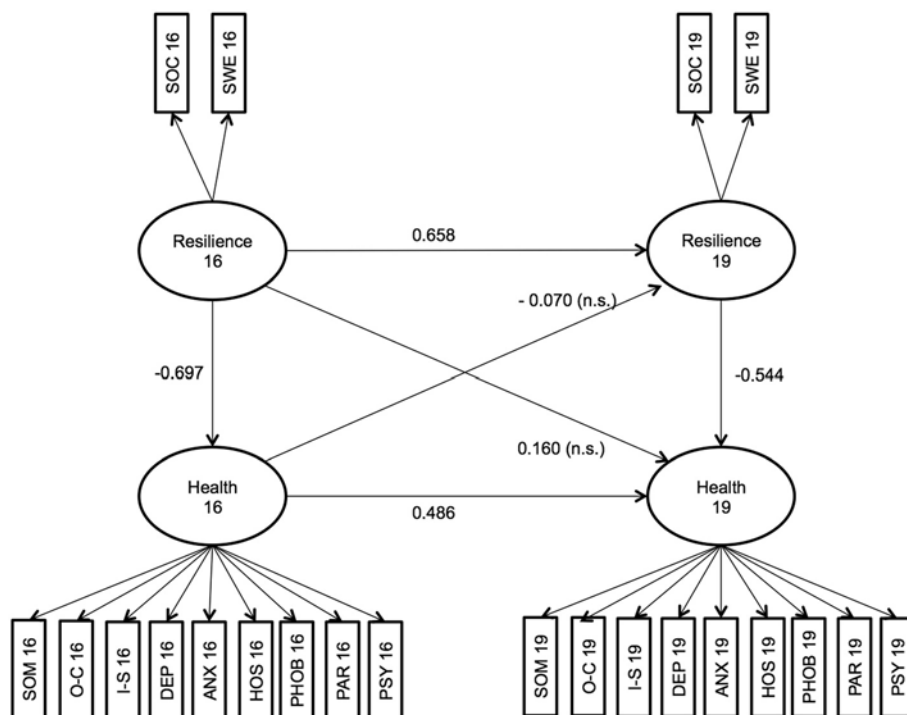 SOC 16
SWE 16
SOC 19
SWE 19
Resilience
16
0.658
Resilience
19
- 0.070 (n.s.)
-0.697
-0.544
0.160 (n.s.)
Health
16
0.486
Health
19
SOM 16
O-C 16
I-S 16
DEP 16
ANX 16
HOS 16
PHOB 16
PAR 16
PSY 16
SOM 19
O-C 19
I-S 19
DEP 19
ANX 19
HOS 19
PHOB 19
PAR 19
PSY 19